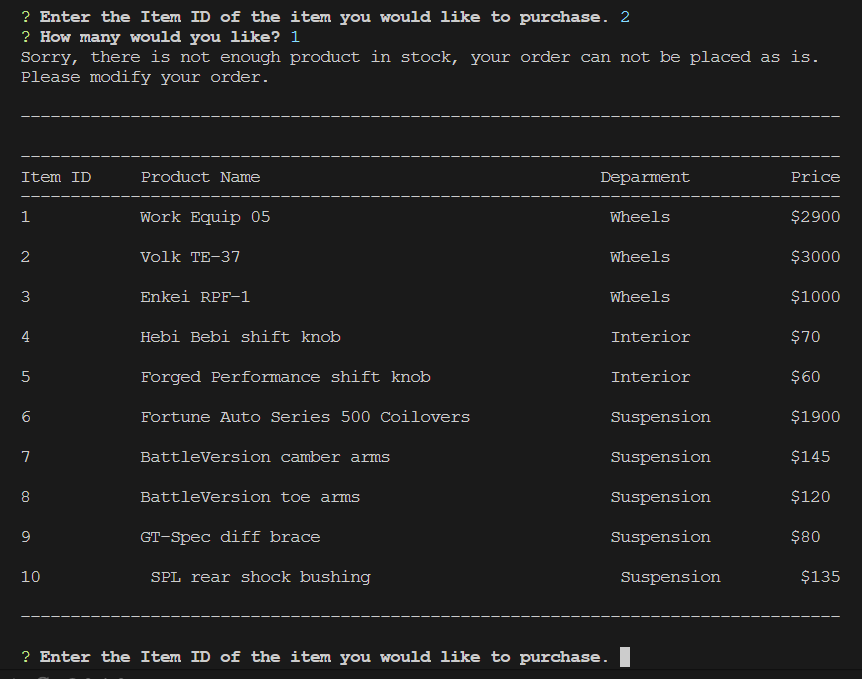 ? Enter the Item ID of the item you would like to purchase. 2
? How many would you like? 1
Sorry, there is not enough product in stock, your order can not be placed as is.
Please modify your order.
--------------------------------------------------------------------------------
--------------------------------------------------------------------------------
Item ID Product Name Deparment Price
--------------------------------------------------------------------------------
1 Work Equip 05 Wheels $2900
2 Volk TE-37 Wheels $3000
3 Enkei RPF-1 Wheels $1000
4 Hebi Bebi shift knob Interior $70
5 Forged Performance shift knob Interior $60
6 Fortune Auto Series 500 Coilovers Suspension $1900
7 BattleVersion camber arms Suspension $145
8 BattleVersion toe arms Suspension $120
9 GT-Spec diff brace Suspension $80
10 SPL rear shock bushing Suspension $135
--------------------------------------------------------------------------------
? Enter the Item ID of the item you would like to purchase.